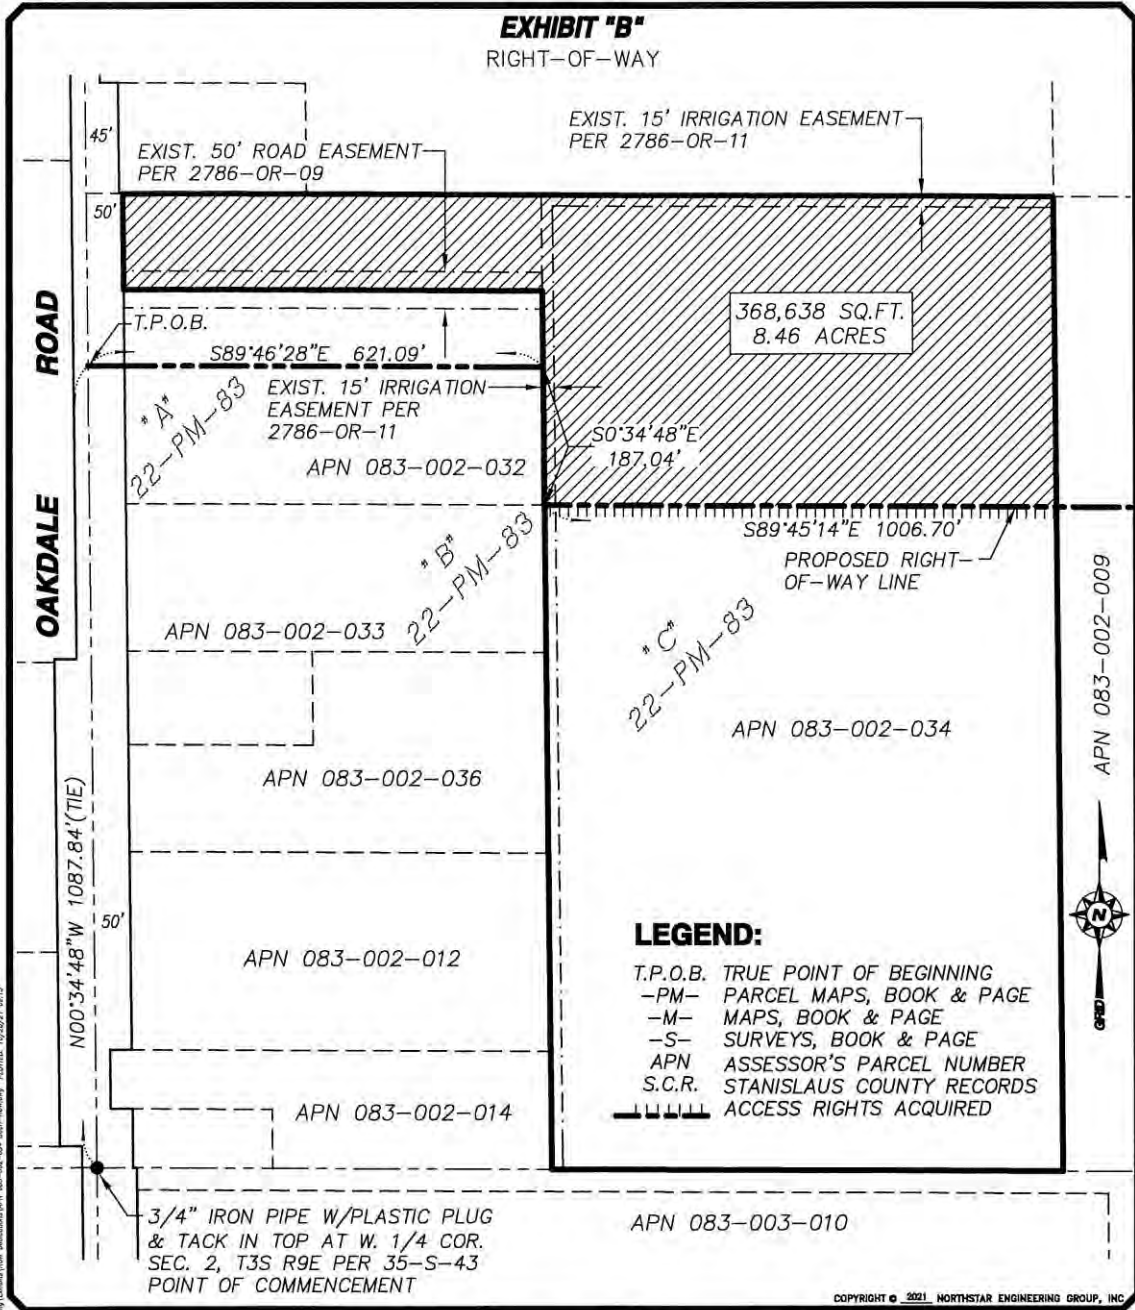 EXHIBIT "B"
RIGHT-OF-WAY
45'
EXIST. 50' ROAD EASEMENT
PER 2786-OR-09
EXIST. 15' IRRIGATION EASEMENT
PER 2786-OR-11
50'
368,638 SQ.FT.
8.46 ACRES
T.P.O.B.
S89°46'28"E 621.09'
EXIST. 15' IRRIGATION
EASEMENT PER
2786-OR-11
"A"
22-PM-83
S0°34'48"E
187.04'
APN 083-002-032
OAKDALE ROAD
S89°45'14"E 1006.70'
PROPOSED RIGHT-
OF-WAY LINE
"B"
22-PM-83
APN 083-002-033
"C"
22-PM-83
APN 083-002-009
APN 083-002-034
APN 083-002-036
N00°34'48"W 1087.84'(TIE)
50'
APN 083-002-012
N
GRID
LEGEND:
T.P.O.B. TRUE POINT OF BEGINNING
-PM- PARCEL MAPS, BOOK & PAGE
-M- MAPS, BOOK & PAGE
-S- SURVEYS, BOOK & PAGE
APN ASSESSOR'S PARCEL NUMBER
S.C.R. STANISLAUS COUNTY RECORDS
ACCESS RIGHTS ACQUIRED
APN 083-002-014
3/4" IRON PIPE W/PLASTIC PLUG
& TACK IN TOP AT W. 1/4 COR.
SEC. 2, T3S R9E PER 35-S-43
POINT OF COMMENCEMENT
APN 083-003-010
COPYRIGHT © 2021 NORTHSTAR ENGINEERING GROUP, INC